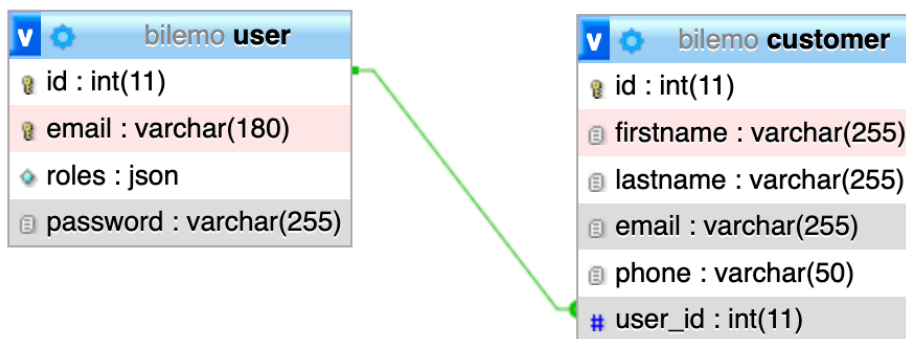 v bilemo user
id : int(11)
email : varchar(180)
roles : json
password : varchar(255)
v bilemo customer
id : int(11)
firstname : varchar(255)
lastname : varchar(255)
email : varchar(255)
phone : varchar(50)
# user_id : int(11)